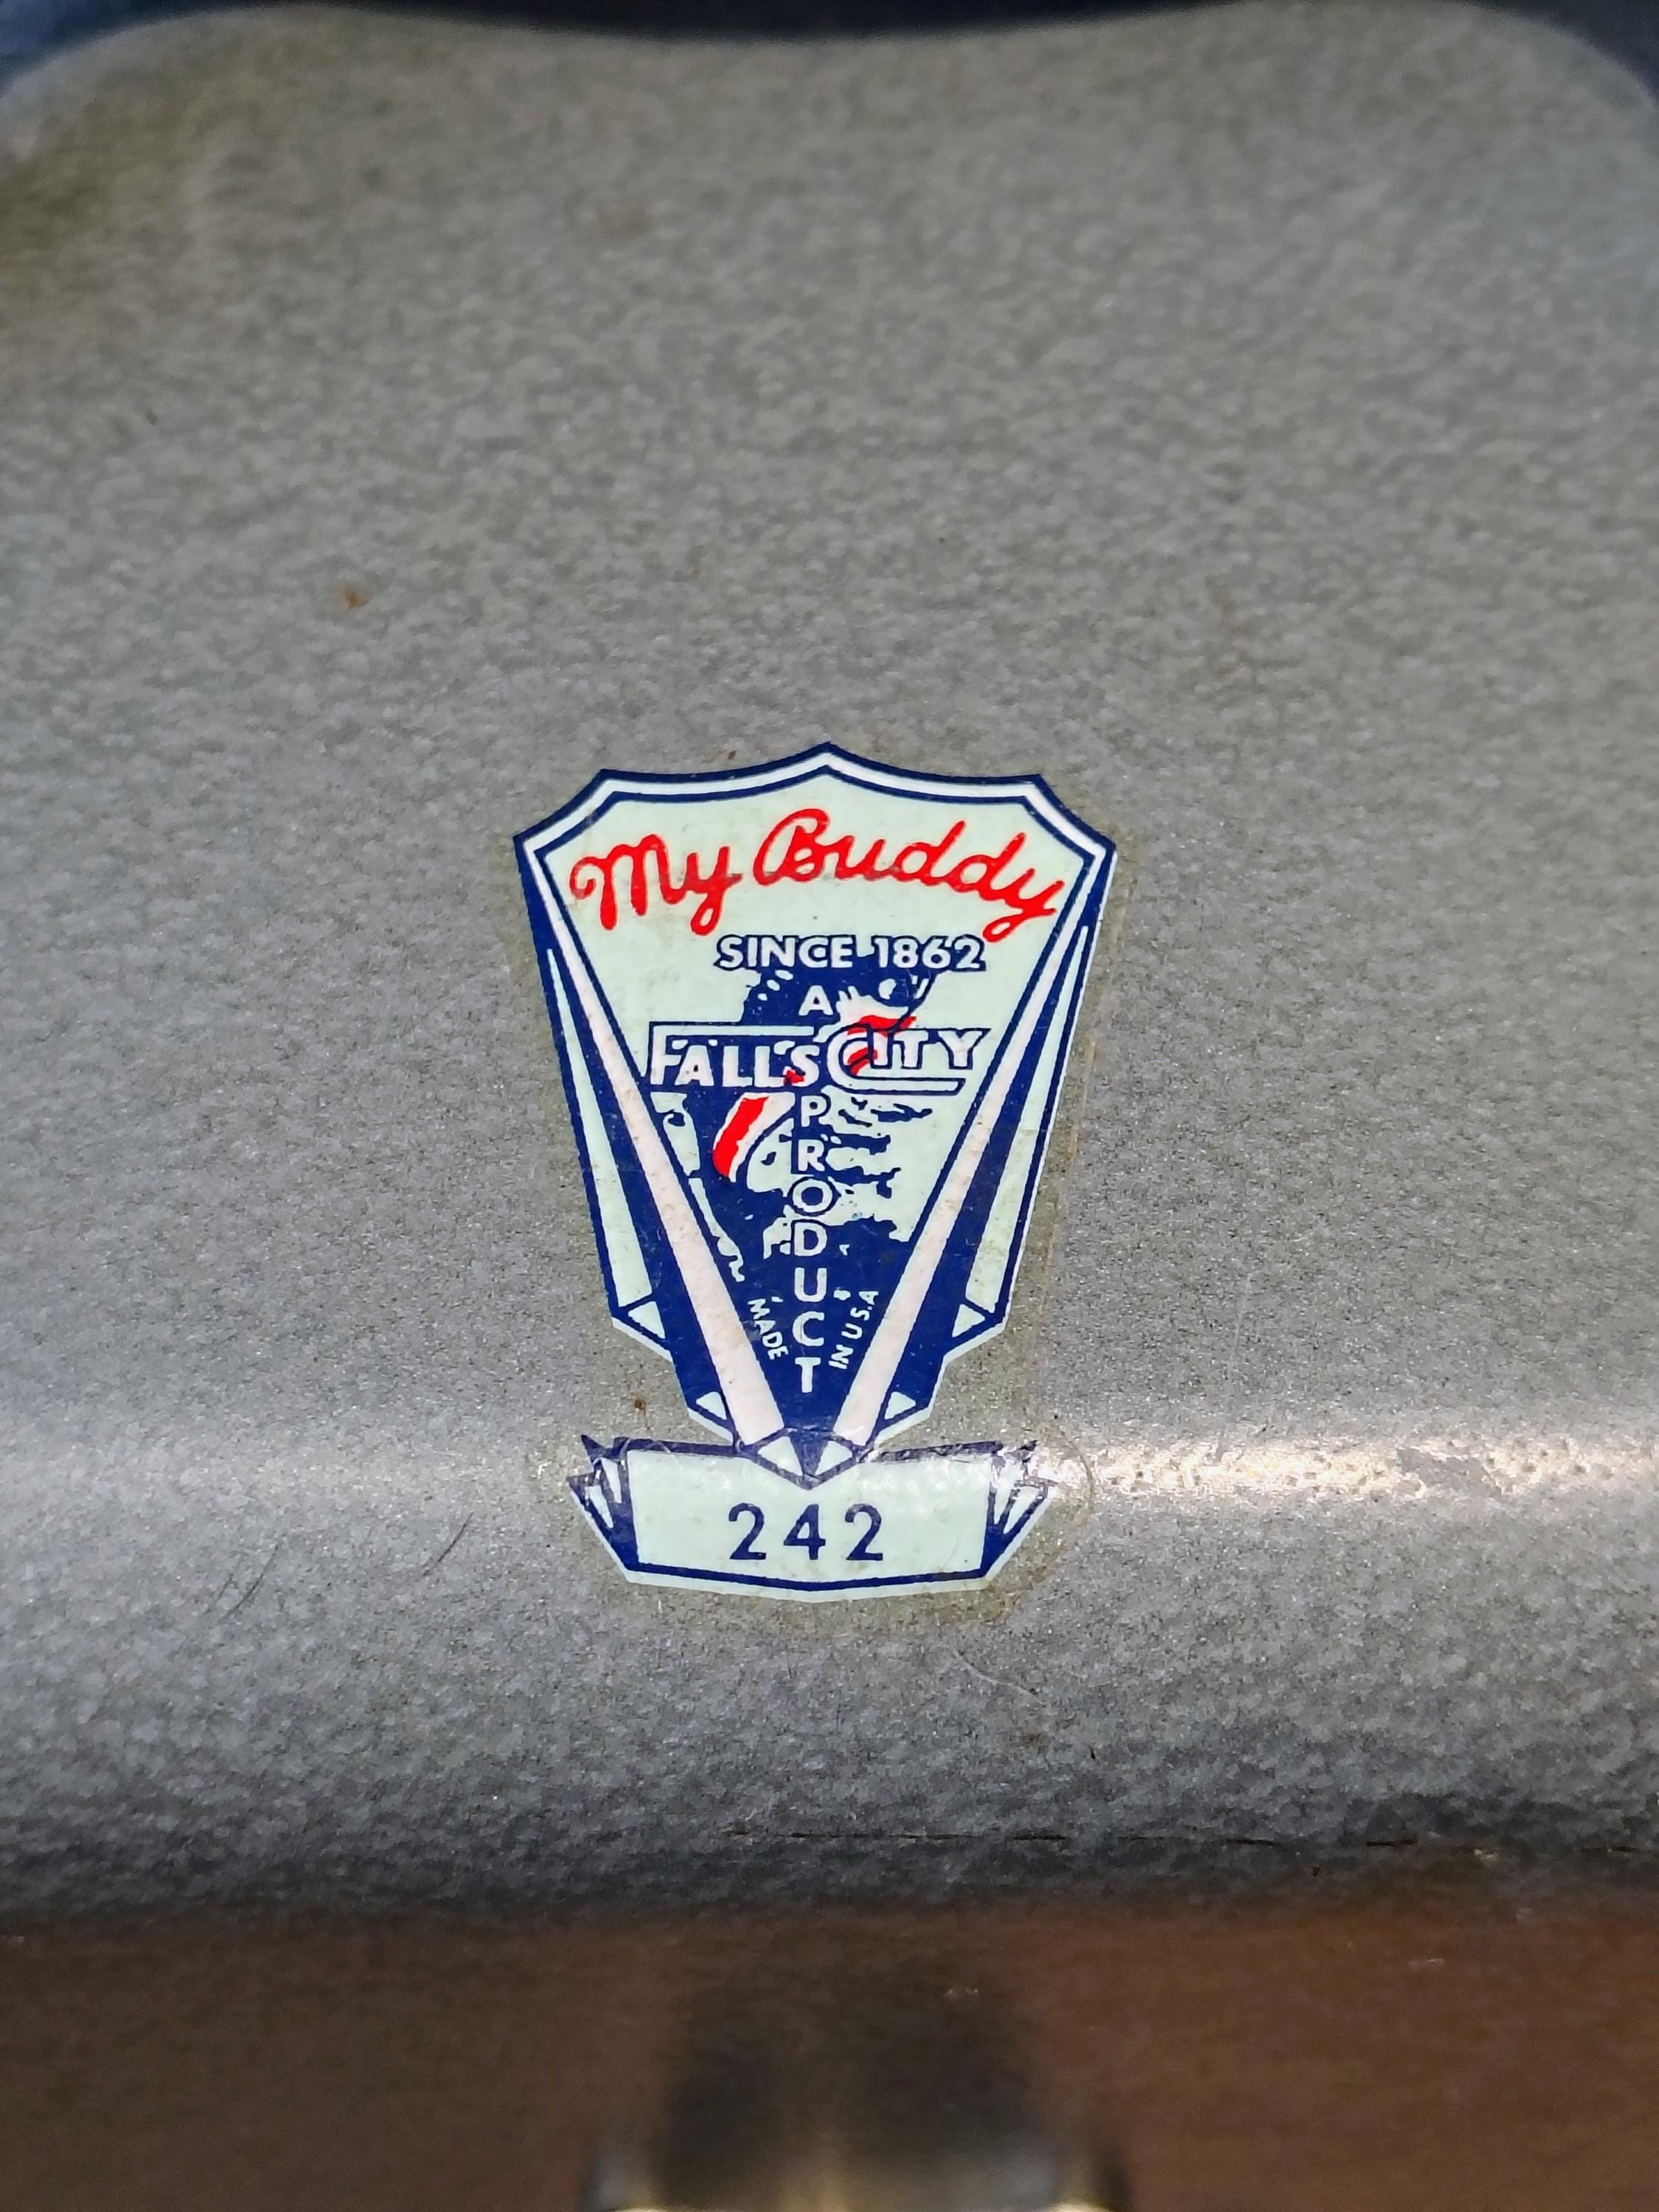 My Buddy
SINCE 1862
A
FALLS CITY
PRODUCT
MADE
IN U.S.A
242